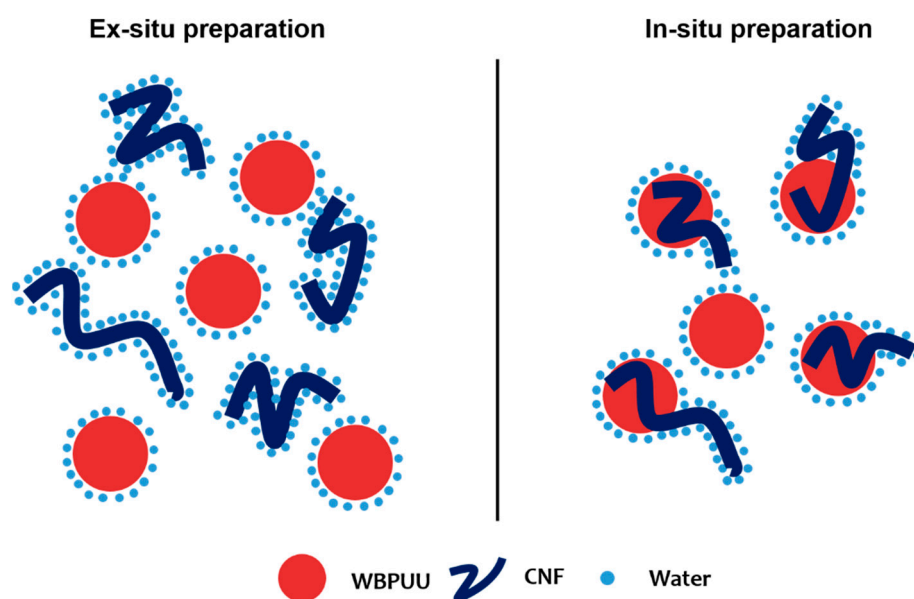 Ex-situ preparation
In-situ preparation
WBPUU
CNF
Water